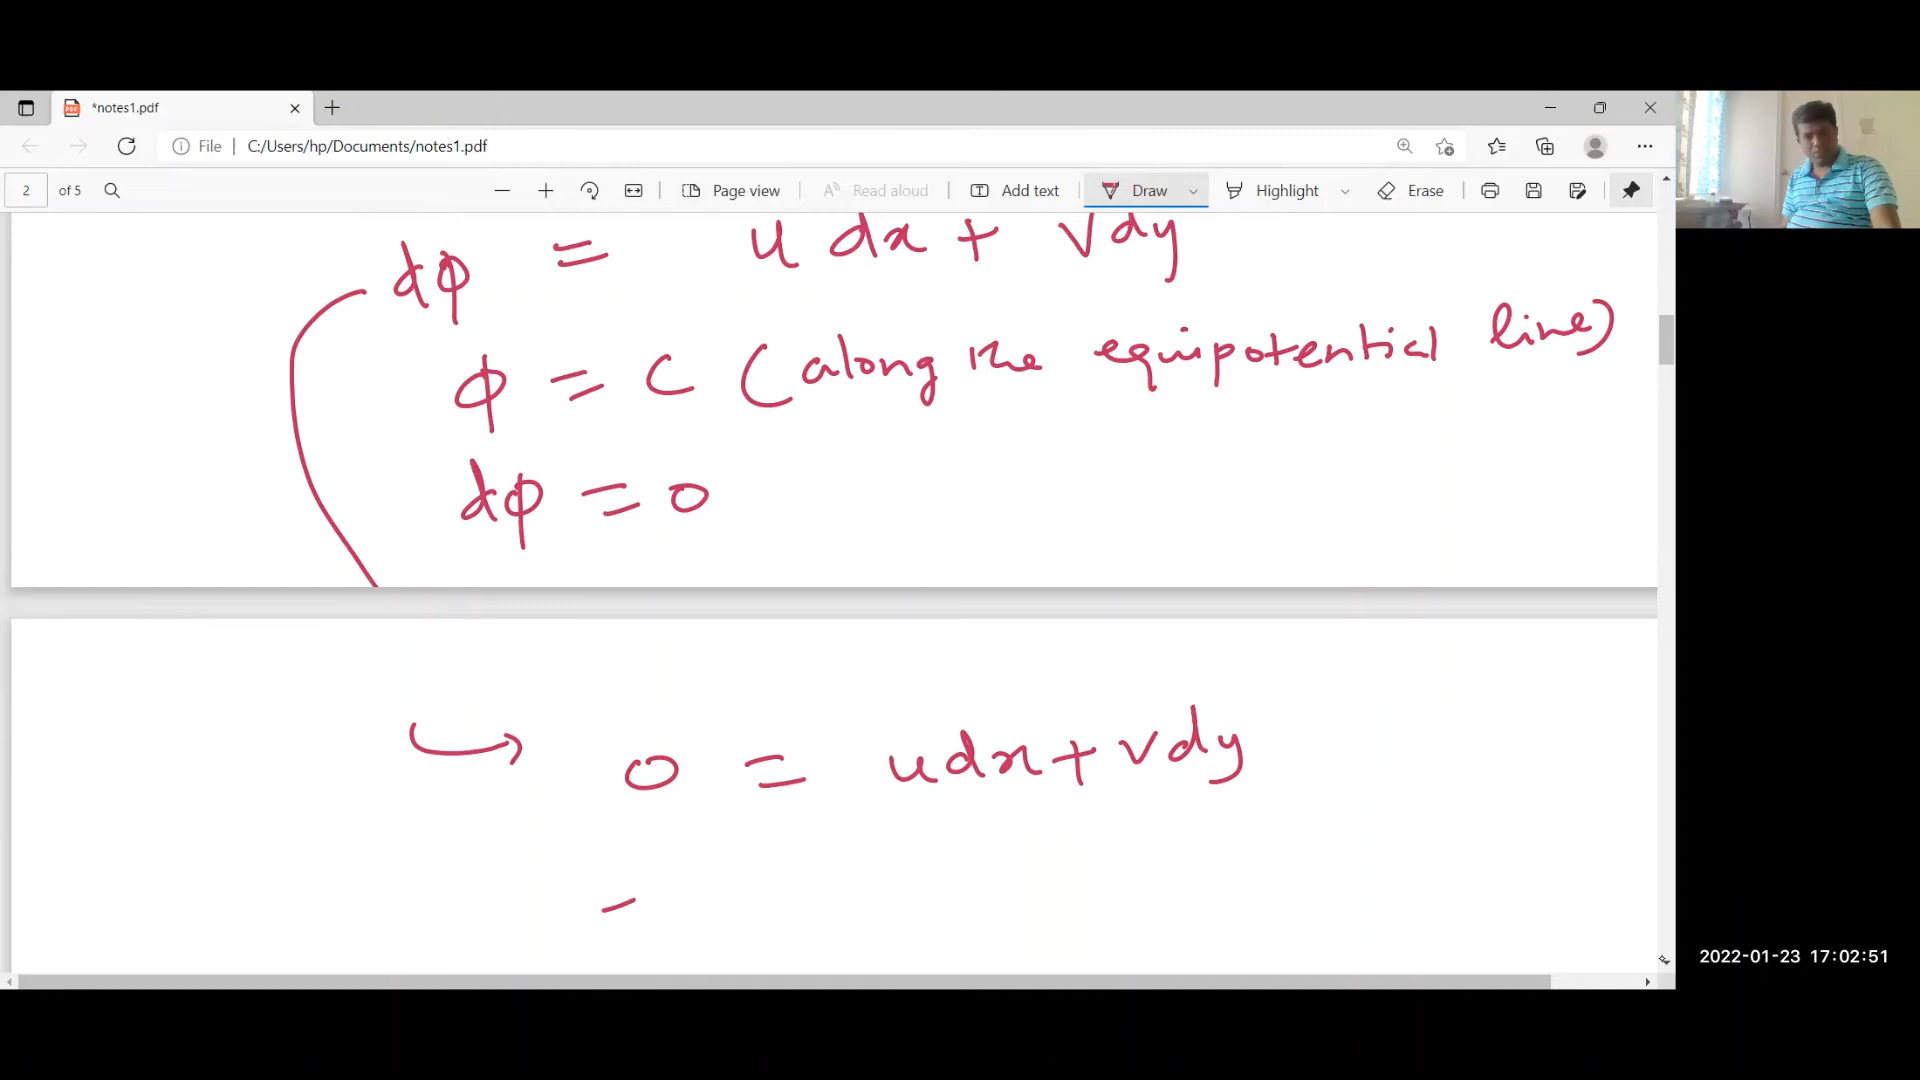 *notes1.pdf
File C:/Users/hp/Documents/notes1.pdf
2 of 5 Page view Read aloud Add text Draw Highlight Erase
dϕ = u dx + v dy
ϕ = c (along the equipotential line)
dϕ = 0
0 = udx + vdy
-
2022-01-23 17:02:51